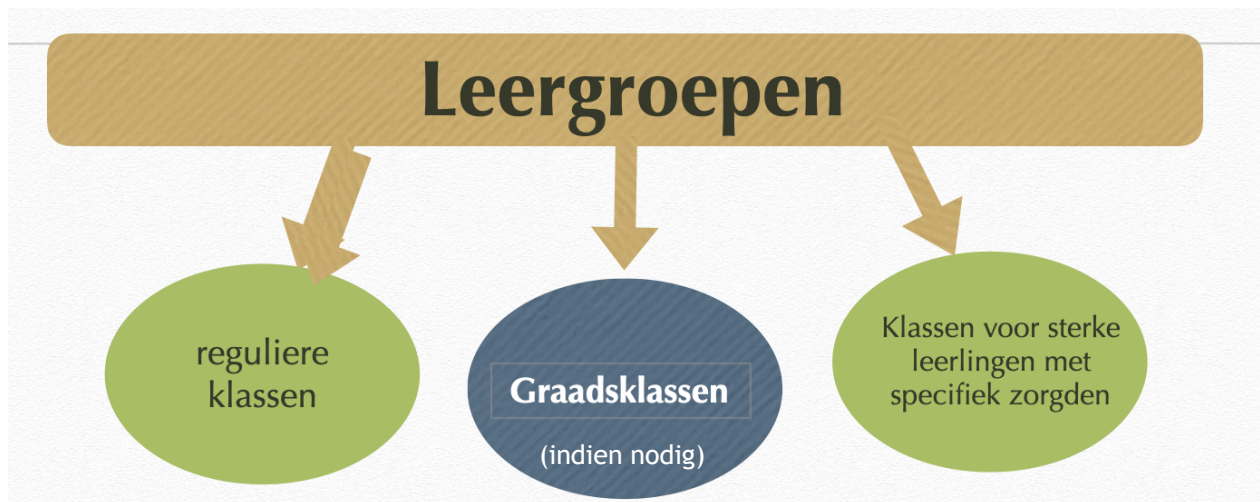 Leergroepen
reguliere
klassen
Graadsklassen
(indien nodig)
Klassen voor sterke
leerlingen met
specifiek zorgden